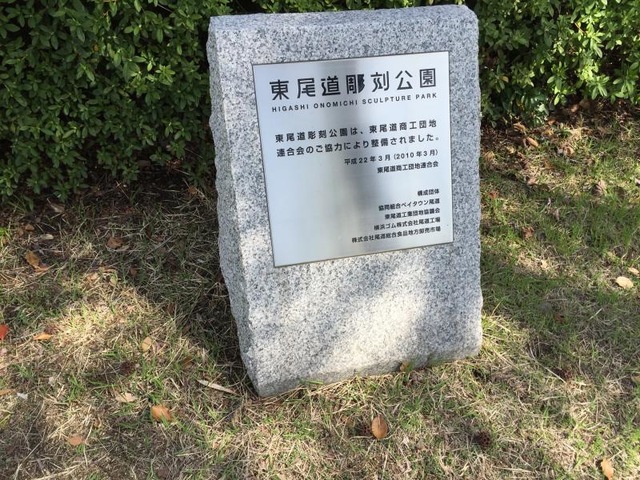 東尾道彫刻公園
HIGASHI ONOMICHI SCULPTURE PARK
東尾道彫刻公園は、東尾道商工団地
連合会のご協力により整備されました。
平成22年3月（2010年3月）
東尾道商工団地連合会
構成団体
協同組合ベイタウン尾道
東尾道工業団地協議会
横浜ゴム株式会社尾道工場
株式会社尾道総合食品地方卸売市場